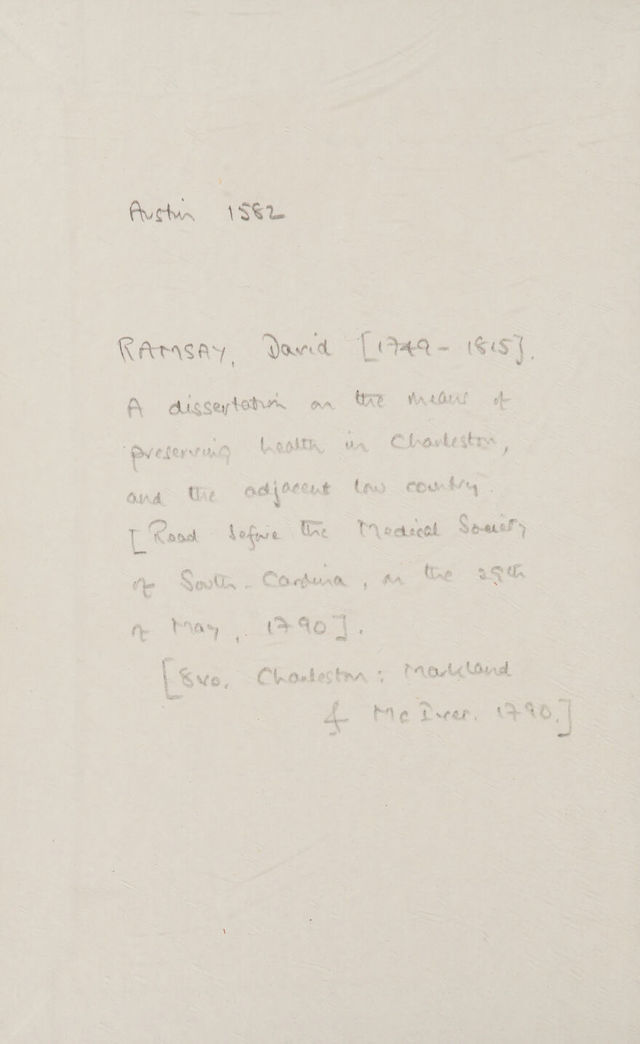 Austin 1582
RAMSAY, David [1749 - 1815].
A dissertation on the means of
preserving health in Charleston,
and the adjacent low country.
[Read before the Medical Society
of South-Carolina, on the 29th
of May, 1790].
[8vo. Charleston: Markland
& McIver. 1790.]